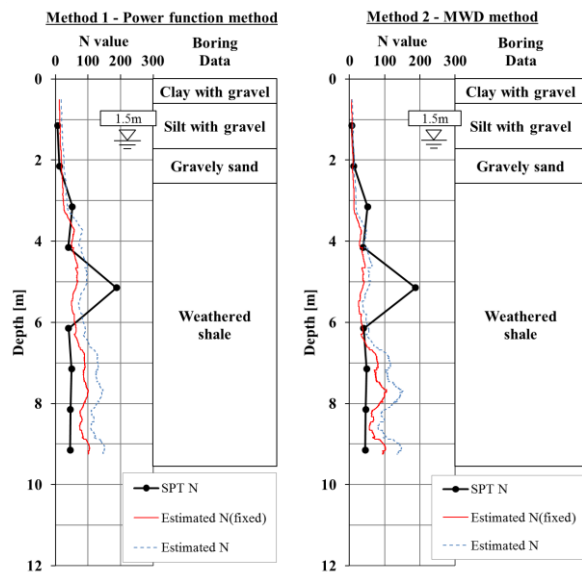 Method 1 - Power function method
N value
Boring
Data
0 100 200 300
0
2
4
6
8
10
12
Depth [m]
1.5m
Clay with gravel
Silt with gravel
Gravely sand
Weathered
shale
SPT N
Estimated N(fixed)
Estimated N
Method 2 - MWD method
N value
Boring
Data
0 100 200 300
0
2
4
6
8
10
12
Depth [m]
1.5m
Clay with gravel
Silt with gravel
Gravely sand
Weathered
shale
SPT N
Estimated N(fixed)
Estimated N